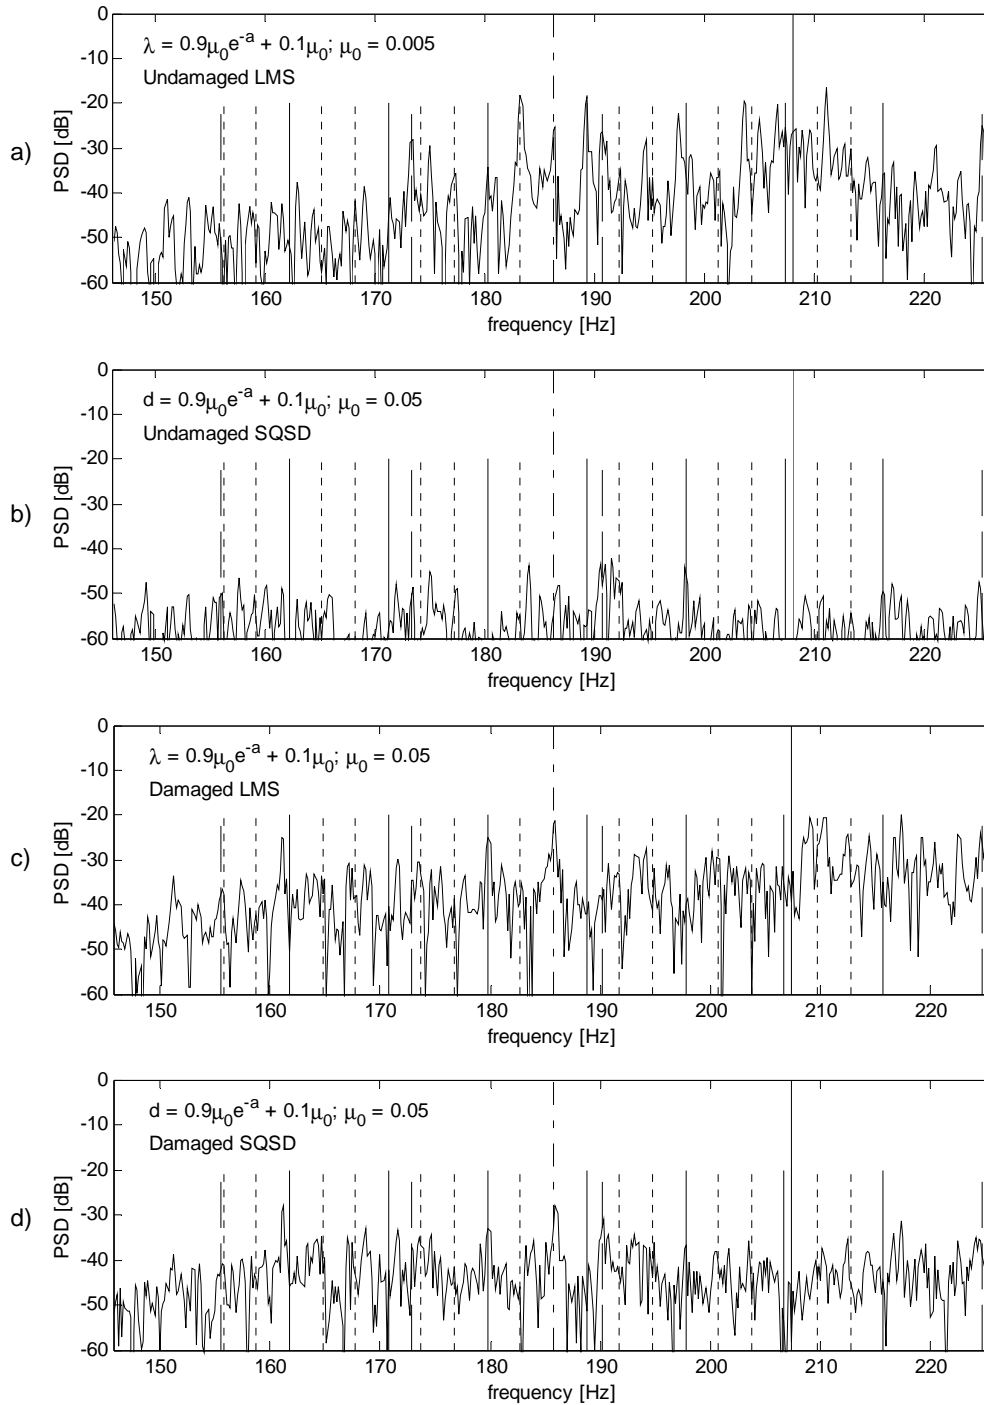 a)
PSD [dB]
0
-10
-20
-30
-40
-50
-60
λ = 0.9μ₀e⁻ᵃ + 0.1μ₀; μ₀ = 0.005
Undamaged LMS
150 160 170 180 190 200 210 220
frequency [Hz]
b)
PSD [dB]
0
-10
-20
-30
-40
-50
-60
d = 0.9μ₀e⁻ᵃ + 0.1μ₀; μ₀ = 0.05
Undamaged SQSD
150 160 170 180 190 200 210 220
frequency [Hz]
c)
PSD [dB]
0
-10
-20
-30
-40
-50
-60
λ = 0.9μ₀e⁻ᵃ + 0.1μ₀; μ₀ = 0.05
Damaged LMS
150 160 170 180 190 200 210 220
frequency [Hz]
d)
PSD [dB]
0
-10
-20
-30
-40
-50
-60
d = 0.9μ₀e⁻ᵃ + 0.1μ₀; μ₀ = 0.05
Damaged SQSD
150 160 170 180 190 200 210 220
frequency [Hz]